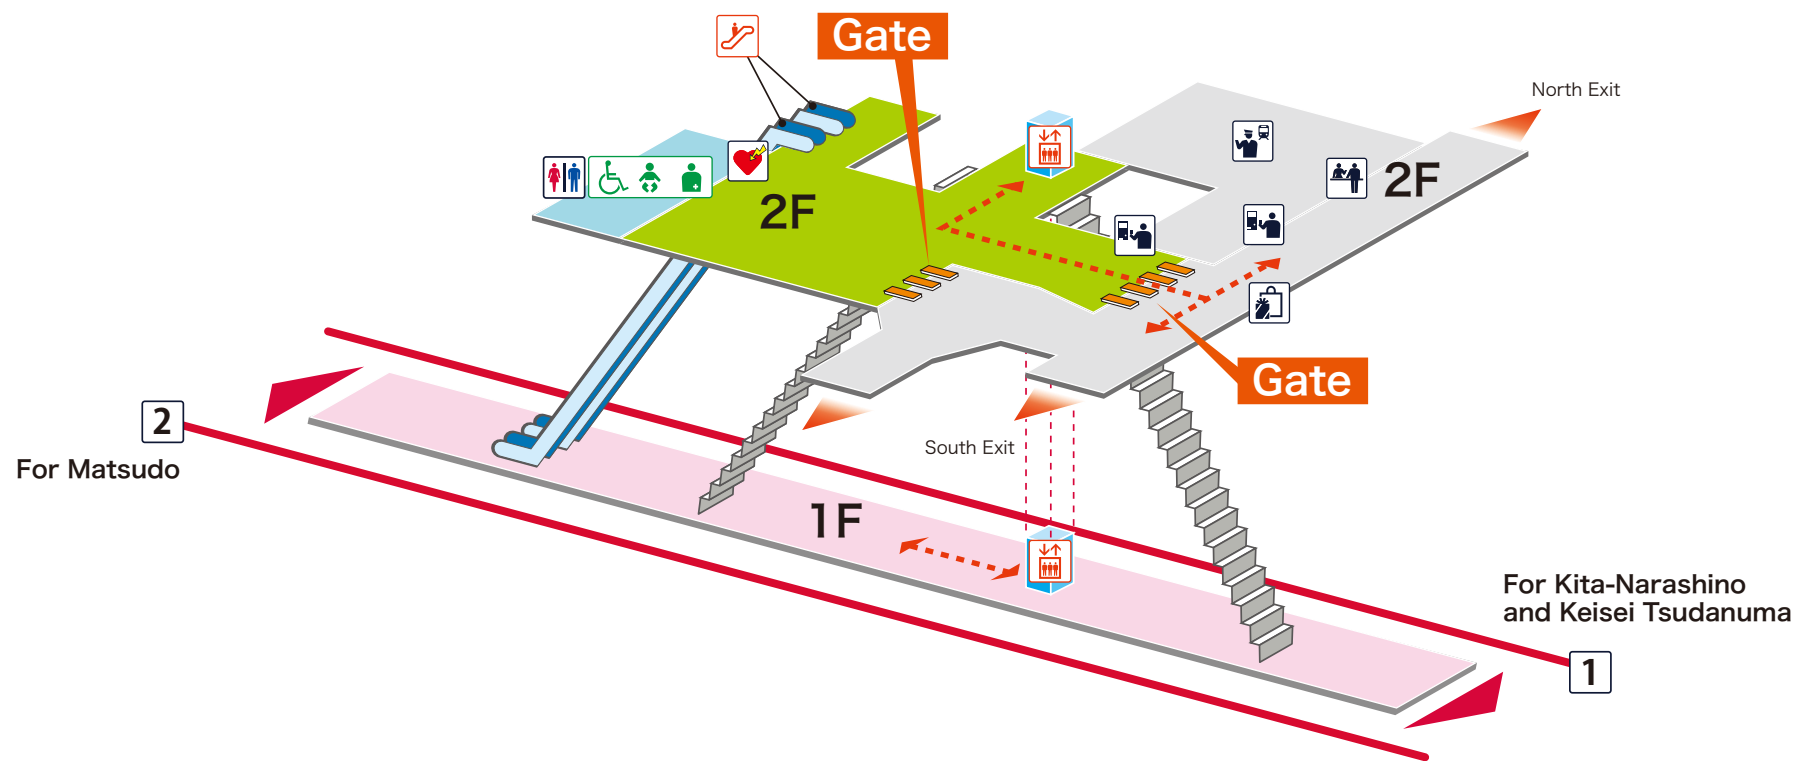 Gate
North Exit
2F
2F
Gate
2
For Matsudo
South Exit
1F
For Kita-Narashino
and Keisei Tsudanuma
1